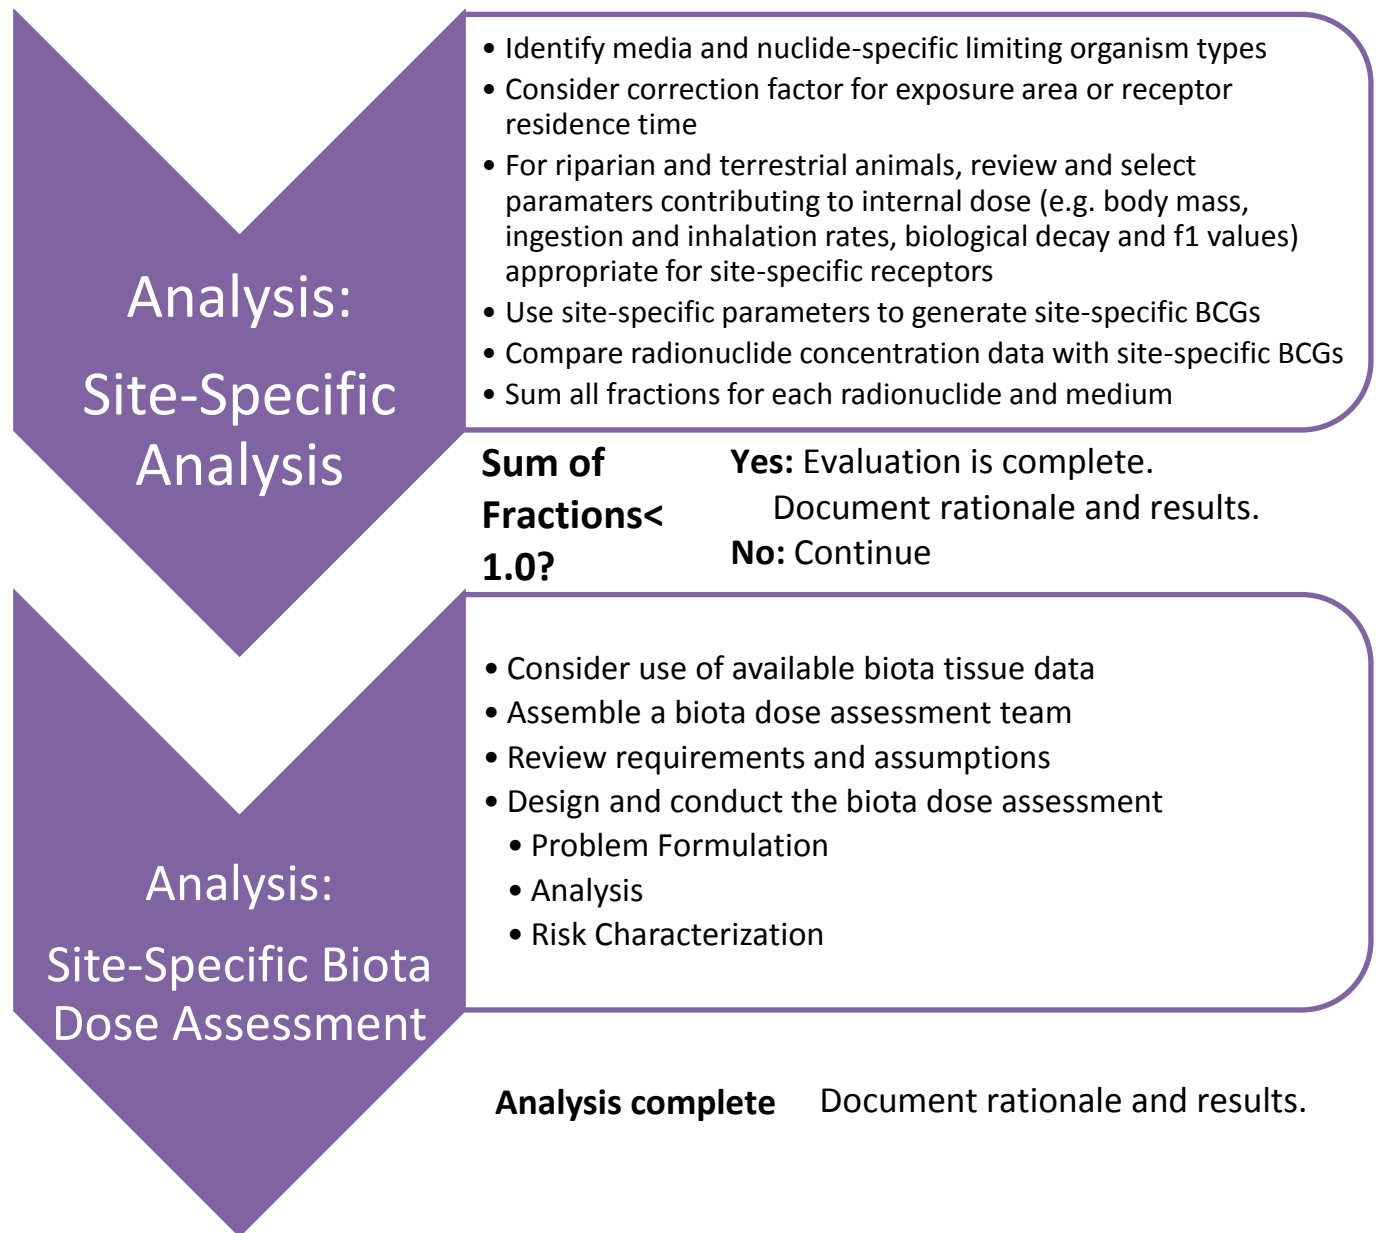 Analysis:
Site-Specific
Analysis
• Identify media and nuclide-specific limiting organism types
• Consider correction factor for exposure area or receptor
residence time
• For riparian and terrestrial animals, review and select
paramaters contributing to internal dose (e.g. body mass,
ingestion and inhalation rates, biological decay and f1 values)
appropriate for site-specific receptors
• Use site-specific parameters to generate site-specific BCGs
• Compare radionuclide concentration data with site-specific BCGs
• Sum all fractions for each radionuclide and medium
Sum of
Fractions<
1.0?
Yes: Evaluation is complete.
Document rationale and results.
No: Continue
Analysis:
Site-Specific Biota
Dose Assessment
• Consider use of available biota tissue data
• Assemble a biota dose assessment team
• Review requirements and assumptions
• Design and conduct the biota dose assessment
• Problem Formulation
• Analysis
• Risk Characterization
Analysis complete Document rationale and results.